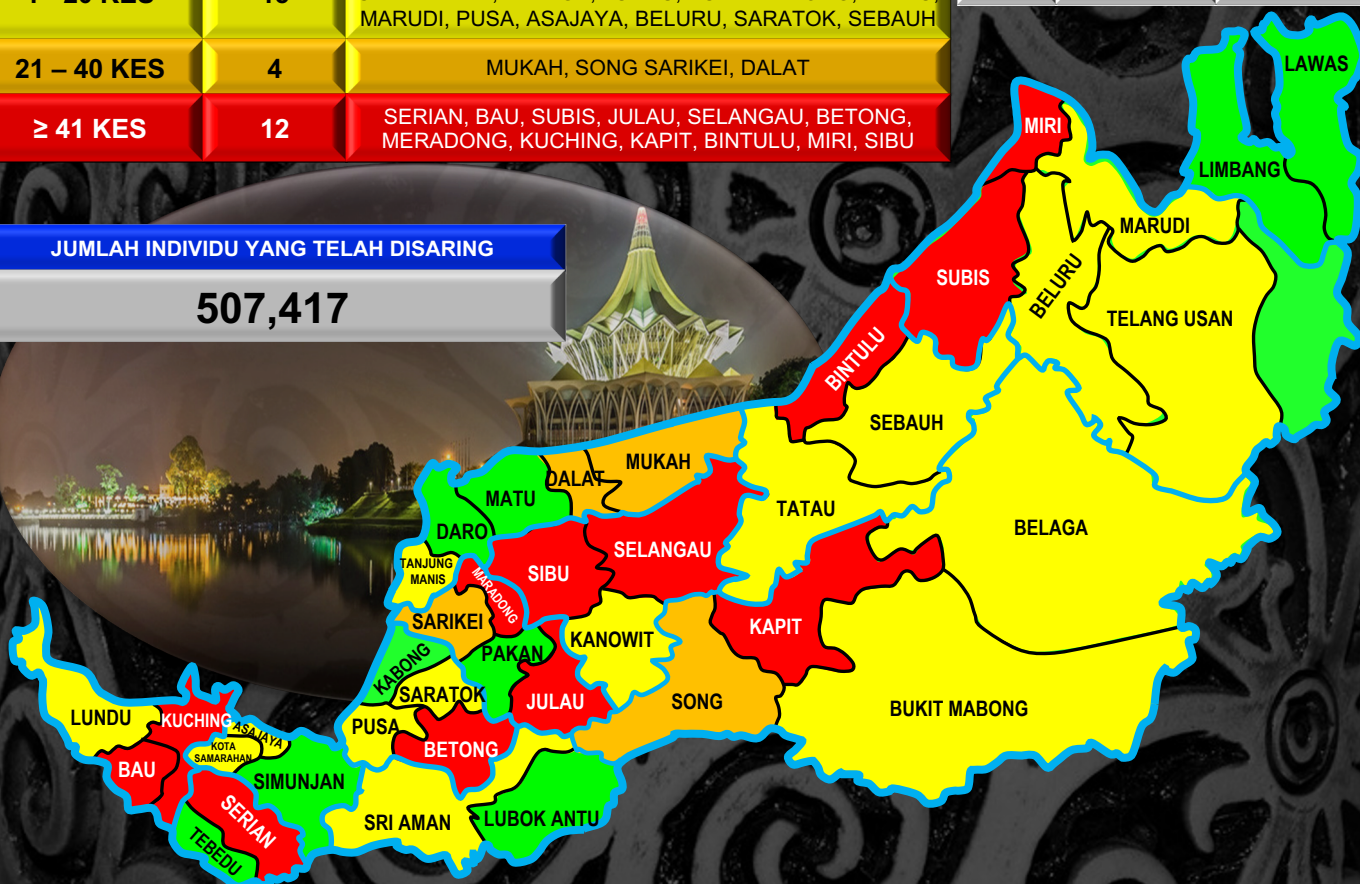 MARUDI, PUSA, ASAJAYA, BELURU, SARATOK, SEBAUH
21 – 40 KES
4
MUKAH, SONG SARIKEI, DALAT
≥ 41 KES
12
SERIAN, BAU, SUBIS, JULAU, SELANGAU, BETONG,
MERADONG, KUCHING, KAPIT, BINTULU, MIRI, SIBU
JUMLAH INDIVIDU YANG TELAH DISARING
507,417
LAWAS
MIRI
LIMBANG
MARUDI
SUBIS
BELURU
TELANG USAN
BINTULU
SEBAUH
MUKAH
DALAT
MATU
TATAU
DARO
BELAGA
SELANGAU
SIBU
TANJUNG
MANIS
MARADONG
SARIKEI
KAPIT
KANOWIT
PAKAN
KABONG
SARATOK
JULAU
SONG
BUKIT MABONG
LUNDU
KUCHING
ASAJAYA
PUSA
BETONG
KOTA
SAMARAHAN
BAU
SIMUNJAN
SERIAN
SRI AMAN
LUBOK ANTU
TEBEDU